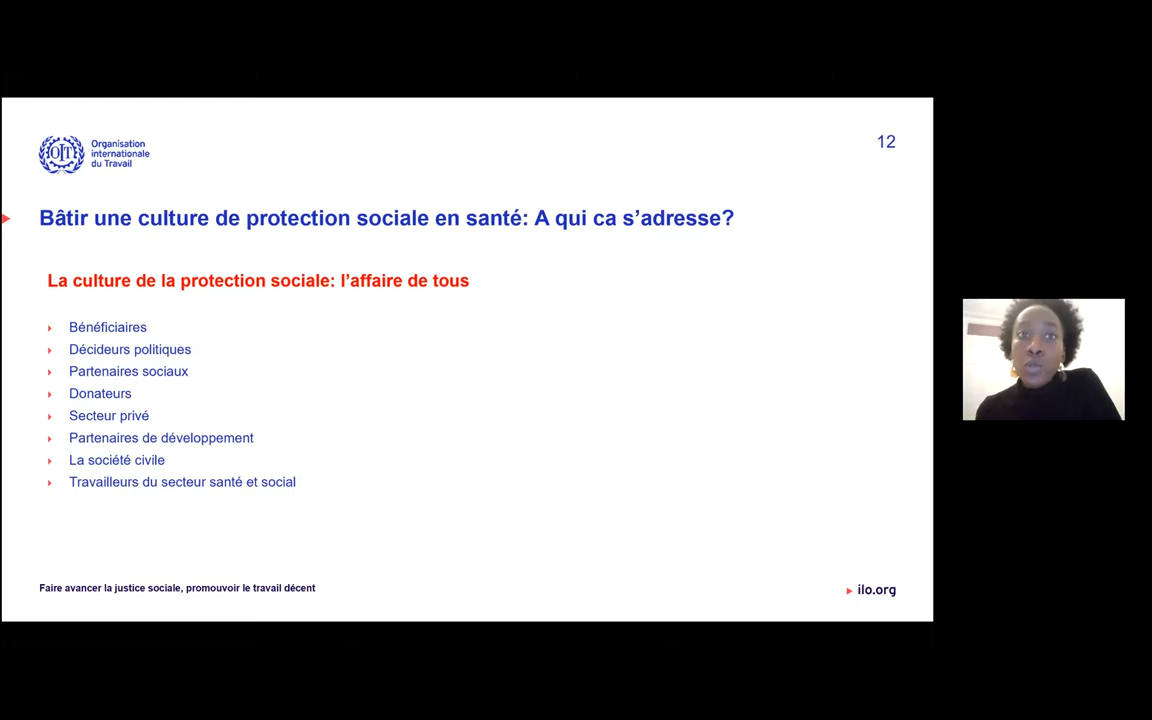 Organisation
internationale
du Travail
12
Bâtir une culture de protection sociale en santé: A qui ca s’adresse?
La culture de la protection sociale: l’affaire de tous
Bénéficiaires
Décideurs politiques
Partenaires sociaux
Donateurs
Secteur privé
Partenaires de développement
La société civile
Travailleurs du secteur santé et social
Faire avancer la justice sociale, promouvoir le travail décent
ilo.org